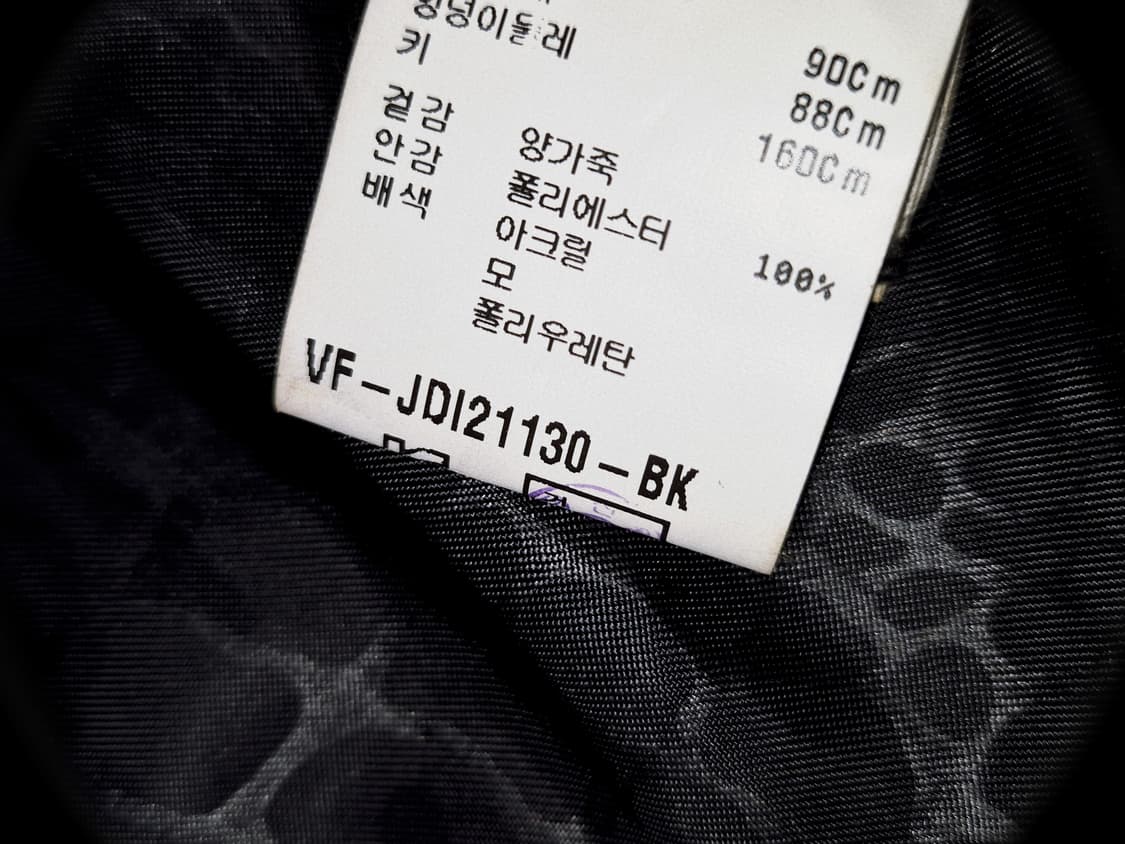 90Cm
엉덩이둘레 88Cm
키 160Cm
겉감 양가죽
안감 폴리에스터 100%
배색 아크릴
모
폴리우레탄
VF-JDI21130-BK